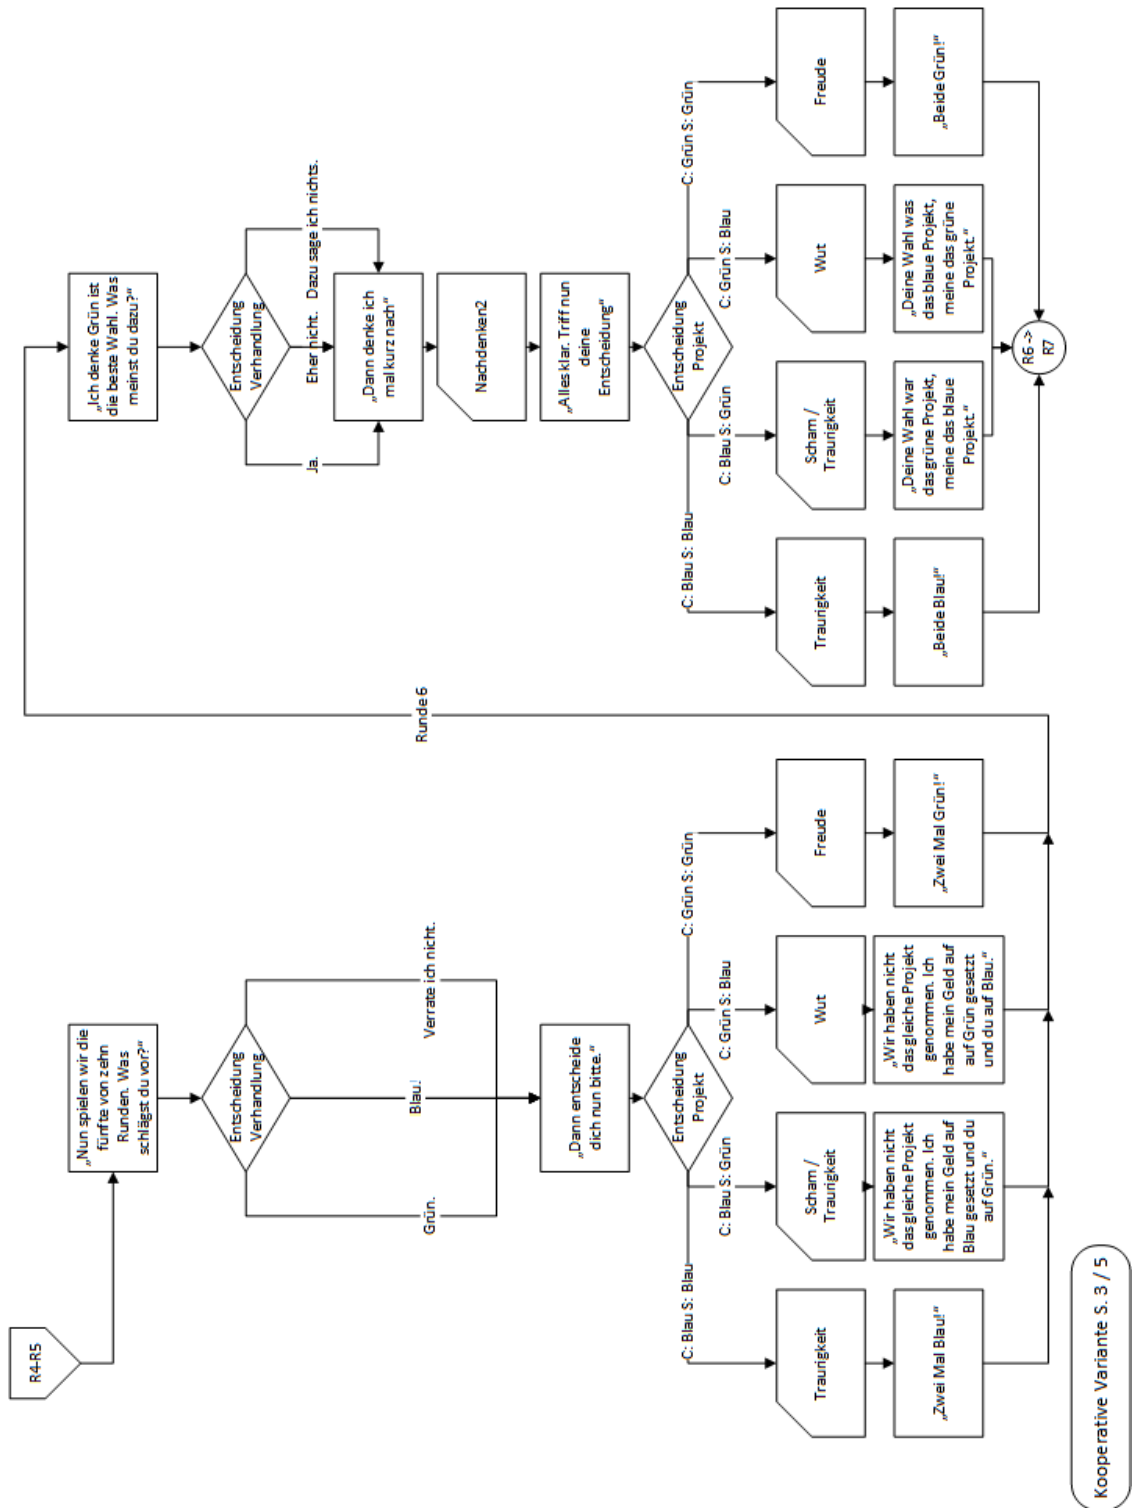 R4-R5
„Nun spielen wir die
fünfte von zehn
Runden. Was
schlägst du vor?“
Entscheidung
Verhandlung
Grün.
Blau!
Verrate ich nicht.
„Dann entscheide
dich nun bitte.“
Entscheidung
Projekt
C: Blau S: Blau
C: Blau S: Grün
C: Grün S: Blau
C: Grün S: Grün
Traurigkeit
Scham /
Traurigkeit
Wut
Freude
„Zwei Mal Blau!“
„Wir haben nicht
das gleiche Projekt
genommen. Ich
habe mein Geld auf
Blau gesetzt und du
auf Grün.“
„Wir haben nicht
das gleiche Projekt
genommen. Ich
habe mein Geld auf
auf Grün gesetzt
und du auf Blau.“
„Zwei Mal Grün!“
Runde 6
„Ich denke Grün ist
die beste Wahl. Was
meinst du dazu?“
Entscheidung
Verhandlung
Ja.
Eher nicht.
Dazu sage ich nichts.
„Dann denke ich
mal kurz nach“
Nachdenken2
„Alles klar. Triff nun
deine
Entscheidung“
Entscheidung
Projekt
C: Blau S: Blau
C: Blau S: Grün
C: Grün S: Blau
C: Grün S: Grün
Traurigkeit
Scham /
Traurigkeit
Wut
Freude
„Beide Blau!“
„Deine Wahl war
das grüne Projekt,
meine das blaue
Projekt.“
„Deine Wahl was
das blaue Projekt,
meine das grüne
Projekt.“
„Beide Grün!“
R6 ->
R7
Kooperative Variante S. 3 / 5